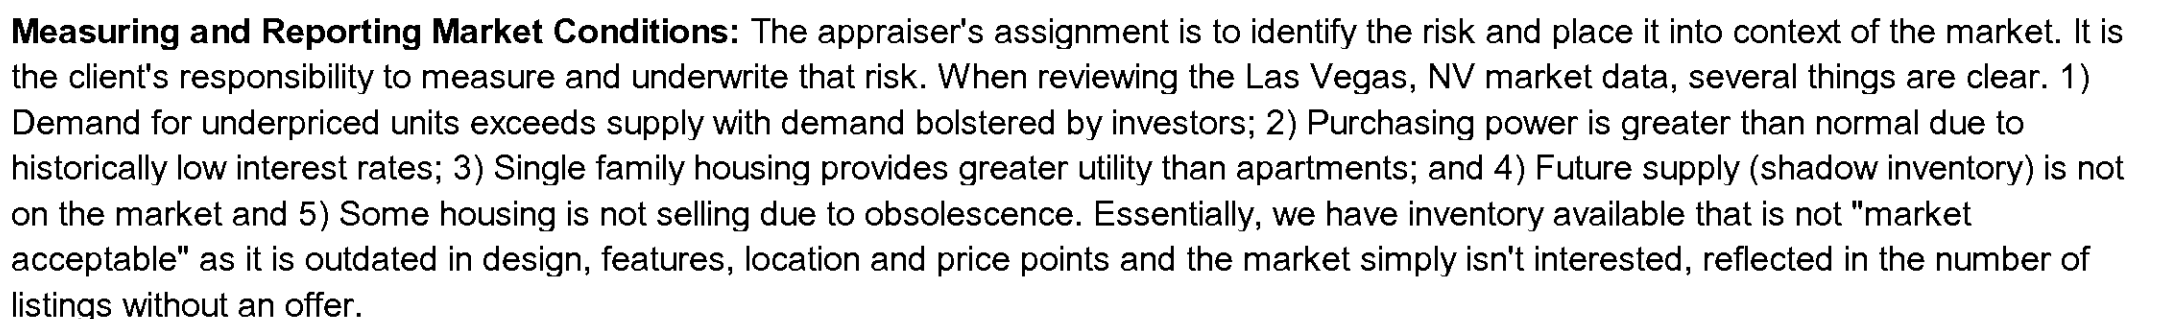 Measuring and Reporting Market Conditions: The appraiser's assignment is to identify the risk and place it into context of the market. It is
the client's responsibility to measure and underwrite that risk. When reviewing the Las Vegas, NV market data, several things are clear. 1)
Demand for underpriced units exceeds supply with demand bolstered by investors; 2) Purchasing power is greater than normal due to
historically low interest rates; 3) Single family housing provides greater utility than apartments; and 4) Future supply (shadow inventory) is not
on the market and 5) Some housing is not selling due to obsolescence. Essentially, we have inventory available that is not "market
acceptable" as it is outdated in design, features, location and price points and the market simply isn't interested, reflected in the number of
listings without an offer.